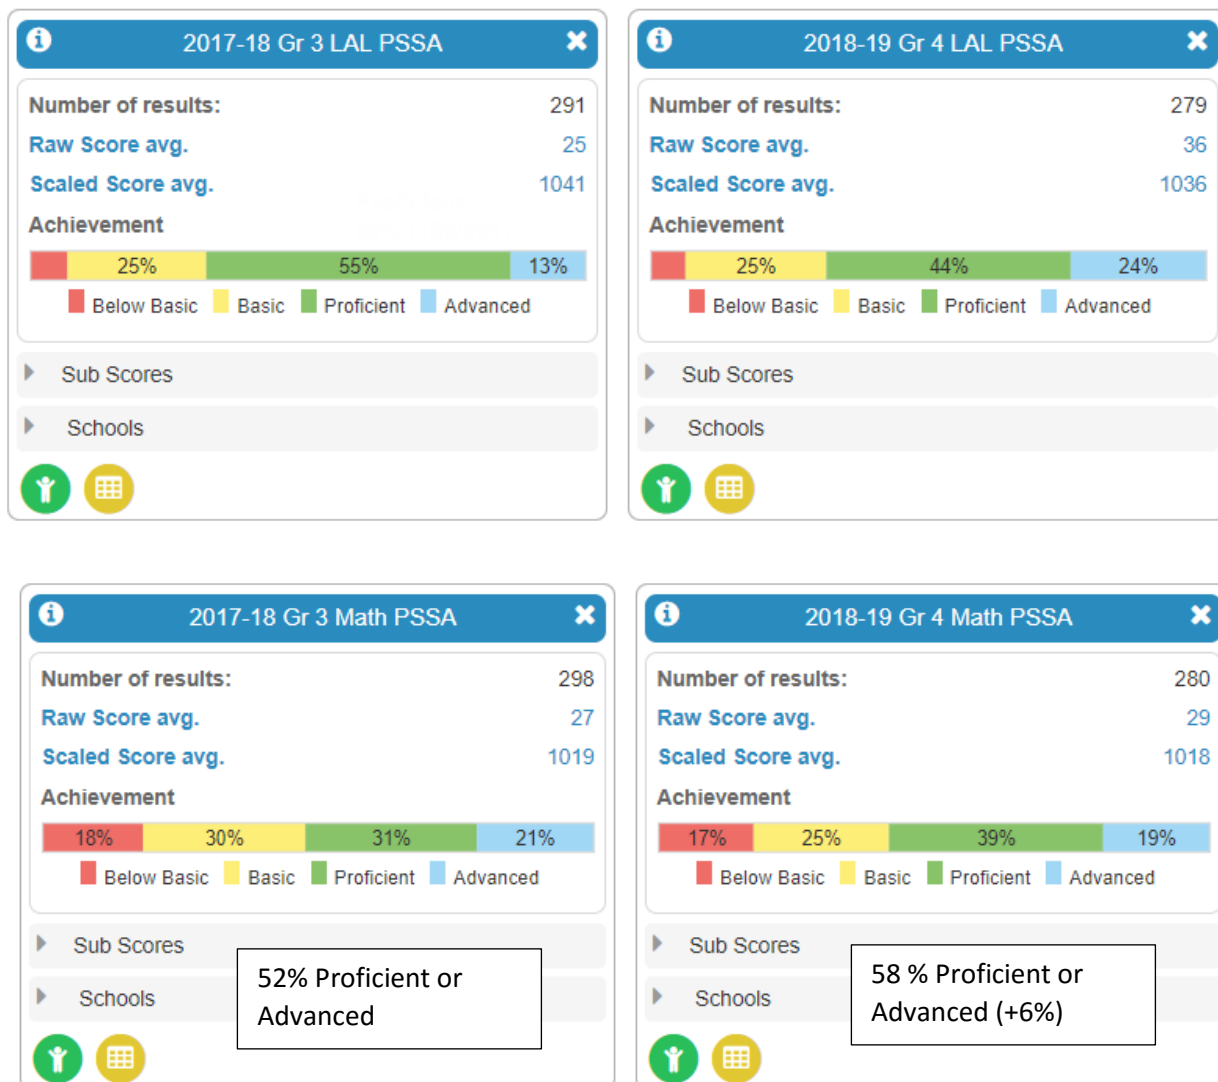 2017-18 Gr 3 LAL PSSA
Number of results: 291
Raw Score avg. 25
Scaled Score avg. 1041
Achievement
25% 55% 13%
Below Basic Basic Proficient Advanced
Sub Scores
Schools
2018-19 Gr 4 LAL PSSA
Number of results: 279
Raw Score avg. 36
Scaled Score avg. 1036
Achievement
25% 44% 24%
Below Basic Basic Proficient Advanced
Sub Scores
Schools
2017-18 Gr 3 Math PSSA
Number of results: 298
Raw Score avg. 27
Scaled Score avg. 1019
Achievement
18% 30% 31% 21%
Below Basic Basic Proficient Advanced
Sub Scores
Schools
52% Proficient or
Advanced
2018-19 Gr 4 Math PSSA
Number of results: 280
Raw Score avg. 29
Scaled Score avg. 1018
Achievement
17% 25% 39% 19%
Below Basic Basic Proficient Advanced
Sub Scores
Schools
58 % Proficient or
Advanced (+6%)